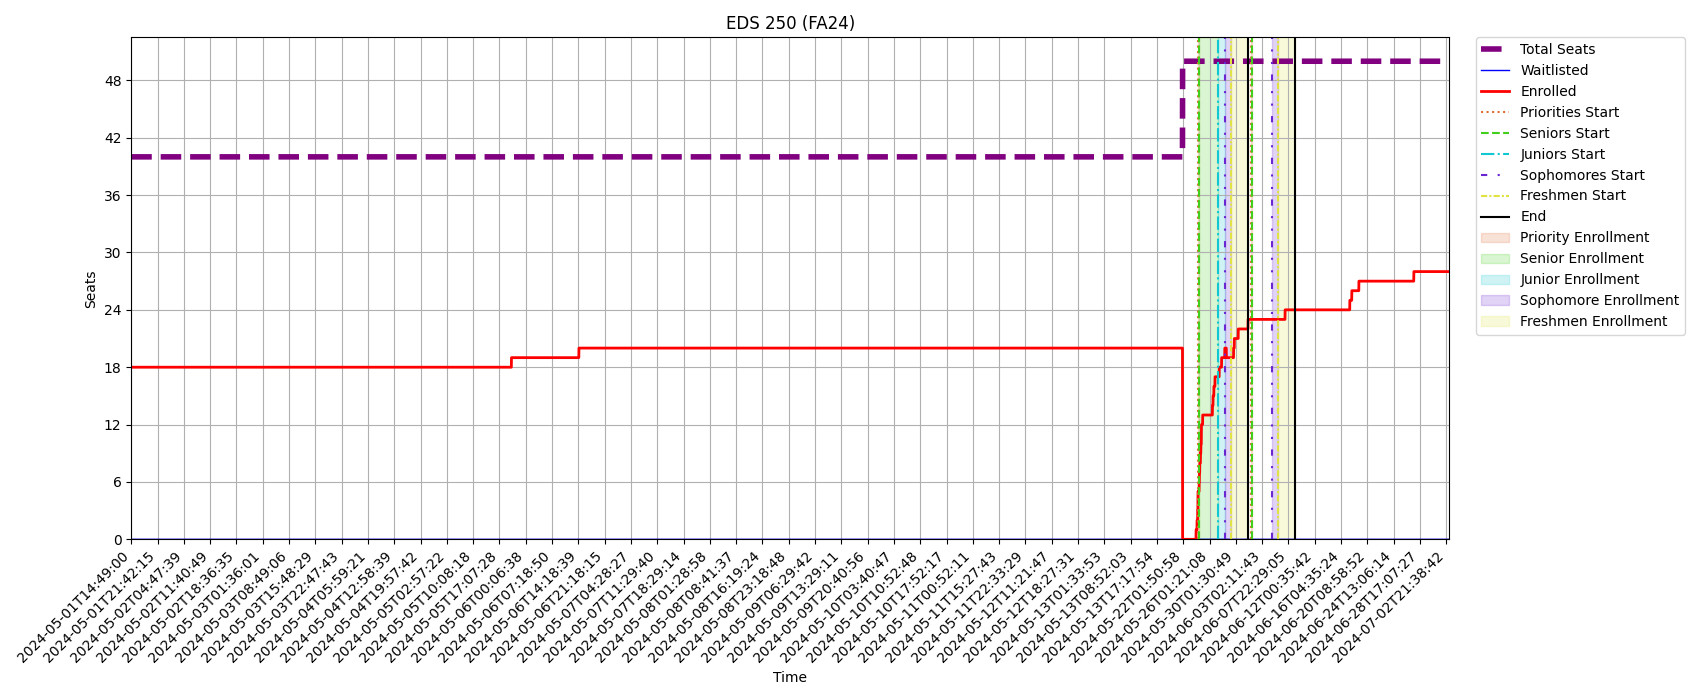 EDS 250 (FA24)
Seats
48
42
36
30
24
18
12
6
0
2024-05-01T14:49:00
2024-05-01T21:42:15
2024-05-02T04:47:39
2024-05-02T11:40:49
2024-05-02T18:36:35
2024-05-03T01:36:01
2024-05-03T08:49:06
2024-05-03T15:48:29
2024-05-03T22:47:43
2024-05-04T05:59:21
2024-05-04T12:58:39
2024-05-04T19:57:42
2024-05-05T02:57:22
2024-05-05T10:08:18
2024-05-05T17:07:28
2024-05-06T00:06:38
2024-05-06T07:18:50
2024-05-06T14:18:39
2024-05-06T21:18:15
2024-05-07T04:28:27
2024-05-07T11:29:40
2024-05-07T18:29:14
2024-05-08T01:28:58
2024-05-08T08:41:37
2024-05-08T16:19:24
2024-05-08T23:18:48
2024-05-09T06:29:42
2024-05-09T13:29:11
2024-05-09T20:40:56
2024-05-10T03:40:47
2024-05-10T10:52:48
2024-05-10T17:52:17
2024-05-11T00:52:11
2024-05-11T15:27:43
2024-05-11T22:33:29
2024-05-12T11:21:47
2024-05-12T18:27:31
2024-05-13T01:33:53
2024-05-13T08:52:03
2024-05-13T17:17:54
2024-05-22T01:50:58
2024-05-26T01:21:08
2024-05-30T01:30:49
2024-06-03T02:11:43
2024-06-07T22:29:05
2024-06-12T00:35:42
2024-06-16T04:35:24
2024-06-20T08:58:52
2024-06-24T13:06:14
2024-06-28T17:07:27
2024-07-02T21:38:42
Time
Total Seats
Waitlisted
Enrolled
Priorities Start
Seniors Start
Juniors Start
Sophomores Start
Freshmen Start
End
Priority Enrollment
Senior Enrollment
Junior Enrollment
Sophomore Enrollment
Freshmen Enrollment